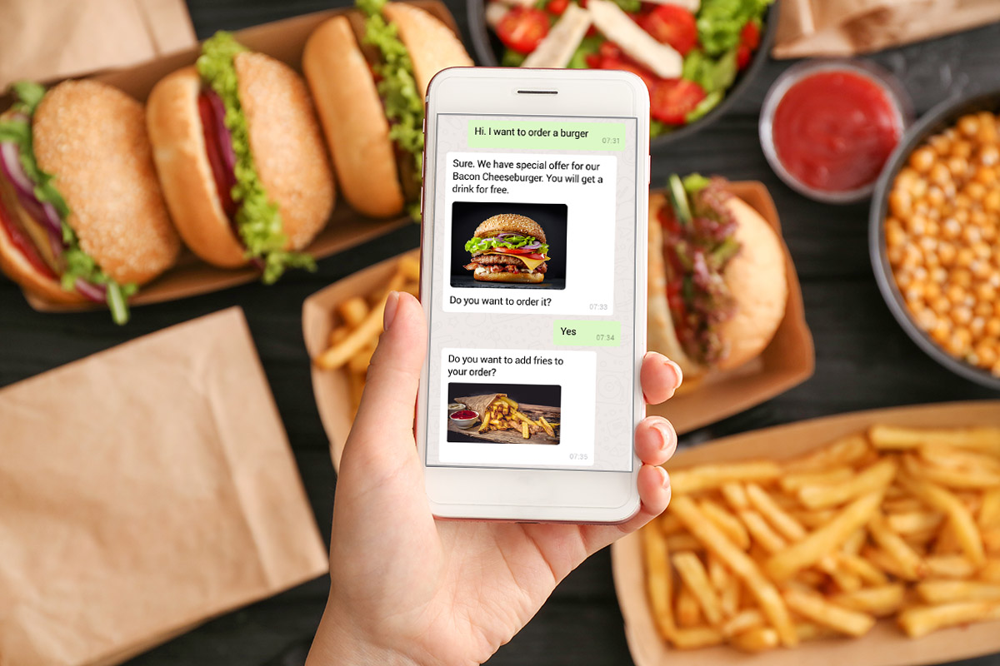 Hi. I want to order a burger
07:31
Sure. We have special offer for our
Bacon Cheeseburger. You will get a
drink for free.
Do you want to order it?
07:33
Yes
07:34
Do you want to add fries to
your order?
07:35